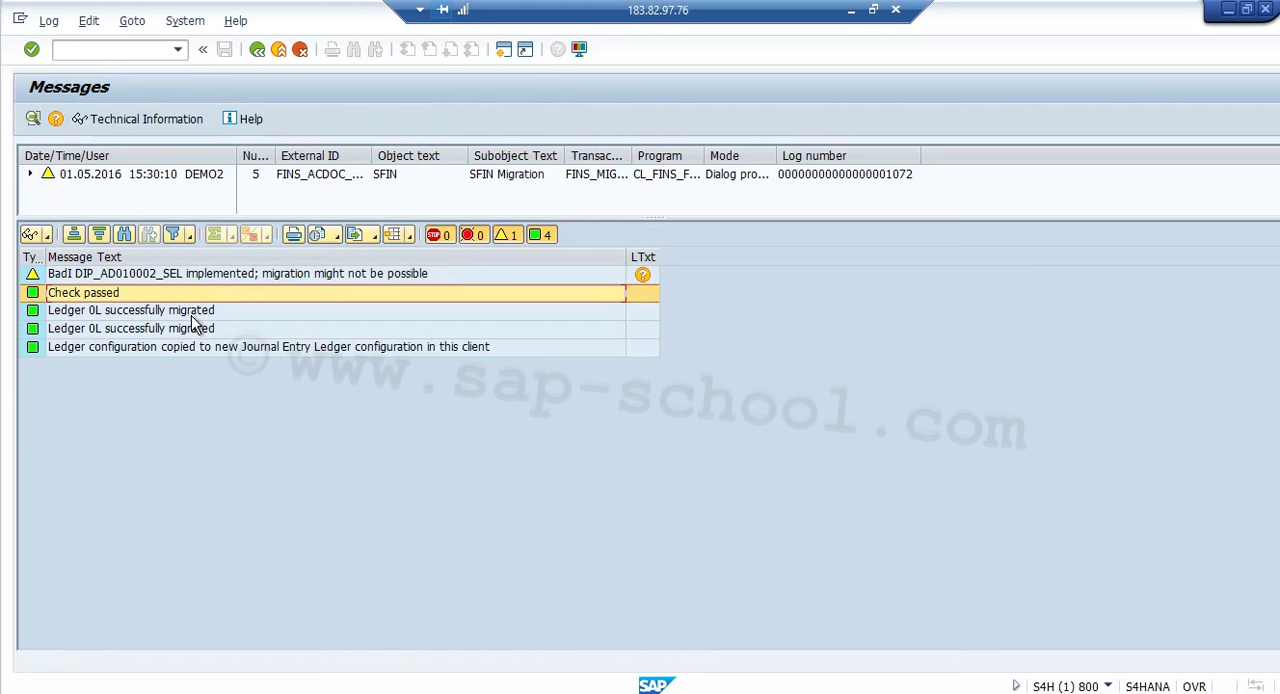 183.82.97.76
Log Edit Goto System Help
Messages
Technical Information Help
Date/Time/User Nu... External ID Object text Subobject Text Transac... Program Mode Log number
01.05.2016 15:30:10 DEMO2 5 FINS_ACDOC_... SFIN SFIN Migration FINS_MIG... CL_FINS_F... Dialog pro... 00000000000000001072
STOP 0 0 1 4
Ty... Message Text LTxt
BadI DIP_AD010002_SEL implemented; migration might not be possible
Check passed
Ledger 0L successfully migrated
Ledger 0L successfully migrated
Ledger configuration copied to new Journal Entry Ledger configuration in this client
© www.sap-school.com
SAP S4H (1) 800 S4HANA OVR